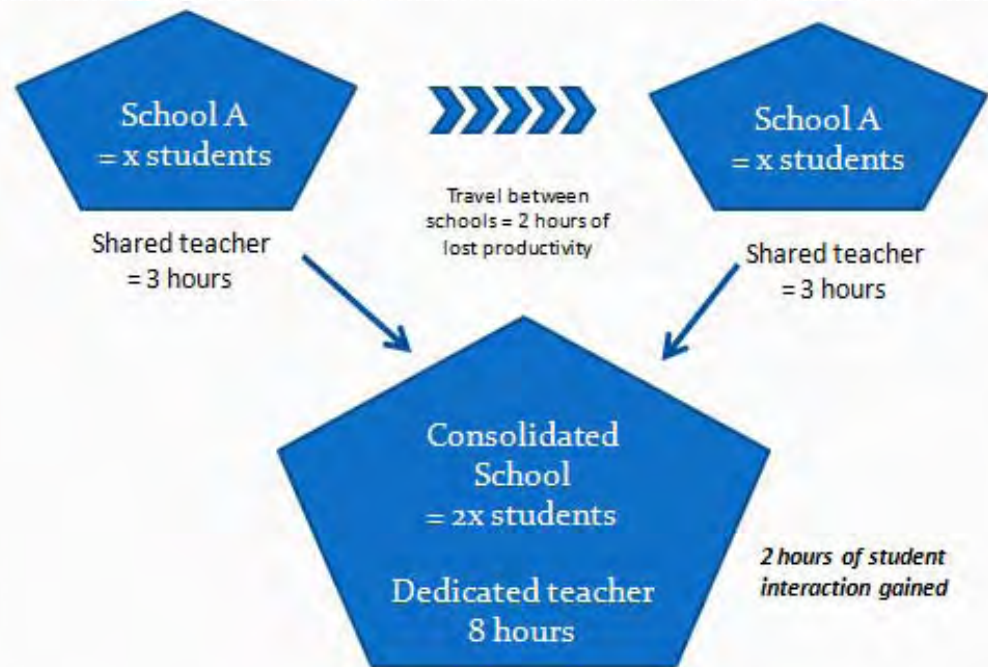 School A
= x students
Shared teacher
= 3 hours
Travel between
schools = 2 hours of
lost productivity
School A
= x students
Shared teacher
= 3 hours
Consolidated
School
= 2x students
Dedicated teacher
8 hours
2 hours of student
interaction gained